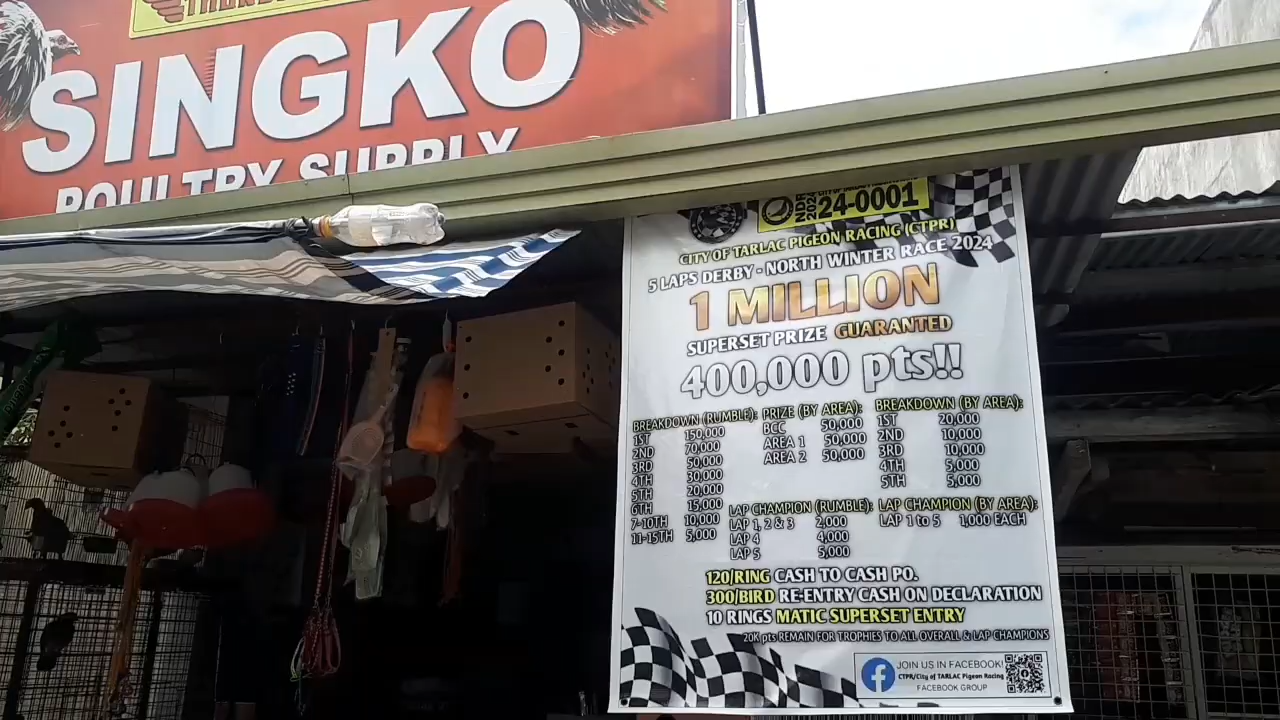 SINGKO
POULTRY SUPPLY
24-0001
CITY OF TARLAC PIGEON RACING (CTPR)
5 LAPS DERBY - NORTH WINTER RACE 2024
1 MILLION
SUPERSET PRIZE GUARANTED
400,000 pts!!
BREAKDOWN (RUMBLE):
1ST 150,000
2ND 70,000
3RD 50,000
4TH 30,000
5TH 20,000
6TH 15,000
7-10TH 10,000
11-15TH 5,000
PRIZE (BY AREA):
BCC 50,000
AREA 1 50,000
AREA 2 50,000
BREAKDOWN (BY AREA):
1ST 20,000
2ND 10,000
3RD 10,000
4TH 5,000
5TH 5,000
LAP CHAMPION (RUMBLE):
LAP 1, 2 & 3 2,000
LAP 4 4,000
LAP 5 5,000
LAP CHAMPION (BY AREA):
LAP 1 to 5 1,000 EACH
120/RING CASH TO CASH PO.
300/BIRD RE-ENTRY CASH ON DECLARATION
10 RINGS MATIC SUPERSET ENTRY
20K pts REMAIN FOR TROPHIES TO ALL OVERALL & LAP CHAMPIONS
JOIN US IN FACEBOOK!
CTPR/City of TARLAC Pigeon Racing
FACEBOOK GROUP